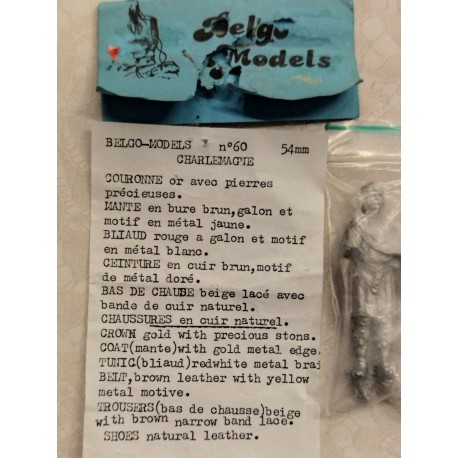 Belgo
Models
BELGO-MODELS n°60 54mm
CHARLEMAGNE
COURONNE or avec pierres
précieuses.
MANTE en bure brun,galon et
motif en métal jaune.
BLIAUD rouge a galon et motif
en métal blanc.
CEINTURE en cuir brun,motif
de métal doré.
BAS DE CHAUSE beige lacé avec
bande de cuir naturel.
CHAUSSURES en cuir naturel.
CROWN gold with precious stons.
COAT(mante)with gold metal edge.
TUNIC(bliaud)redwhite metal brai
BELT,brown leather with yellow
metal motive.
TROUSERS(bas de chausse)beige
with brown narrow band lace.
SHOES natural leather.